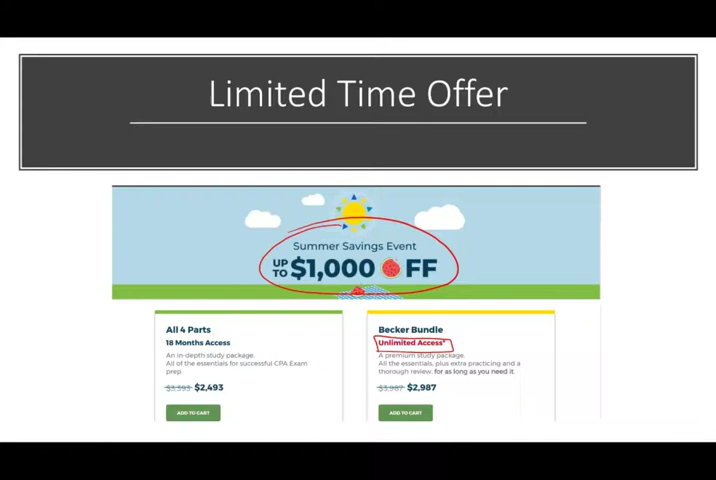 Limited Time Offer
Summer Savings Event
UP TO $1,000 OFF
All 4 Parts
18 Months Access
An in-depth study package.
All of the essentials for successful CPA Exam
prep.
$3,393 $2,493
ADD TO CART
Becker Bundle
Unlimited Access*
A premium study package.
All the essentials, plus extra practicing and a
thorough review, for as long as you need it.
$3,987 $2,987
ADD TO CART